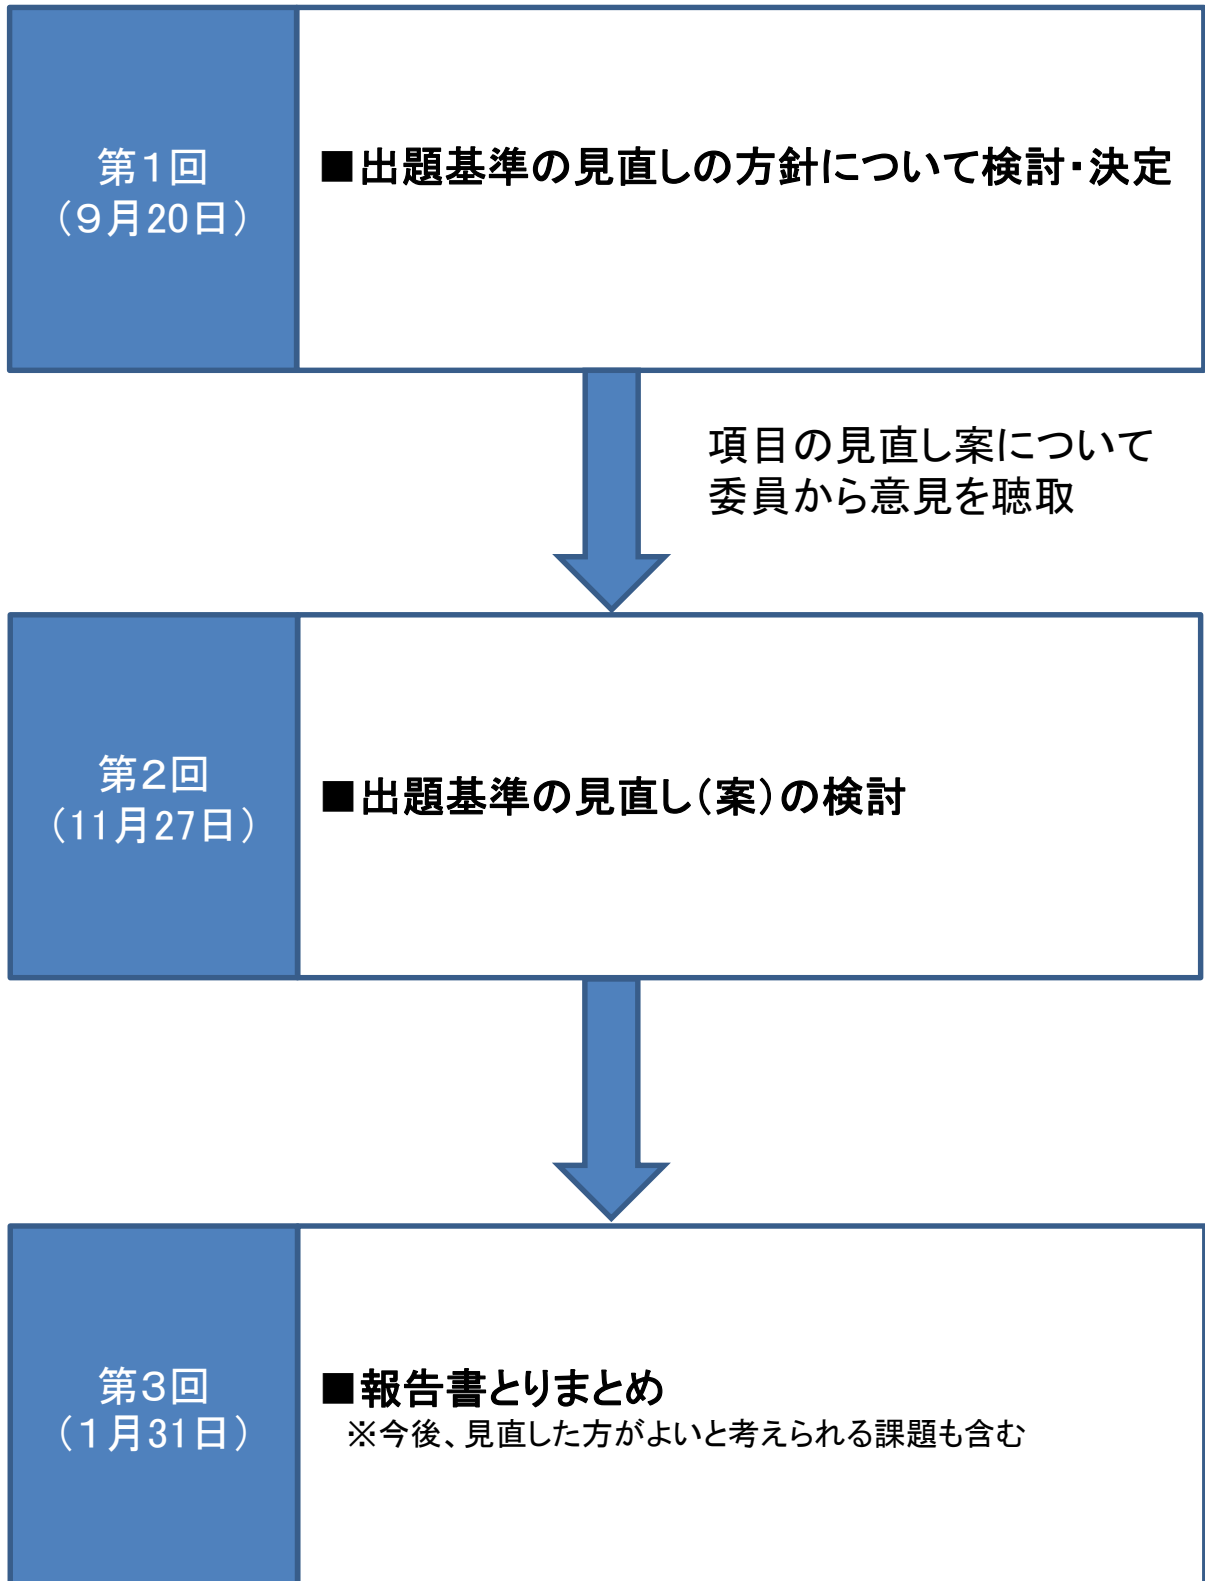 第1回
（９月20日）
■出題基準の見直しの方針について検討・決定
項目の見直し案について
委員から意見を聴取
第2回
（11月27日）
■出題基準の見直し（案）の検討
第3回
（1月31日）
■報告書とりまとめ
※今後、見直した方がよいと考えられる課題も含む